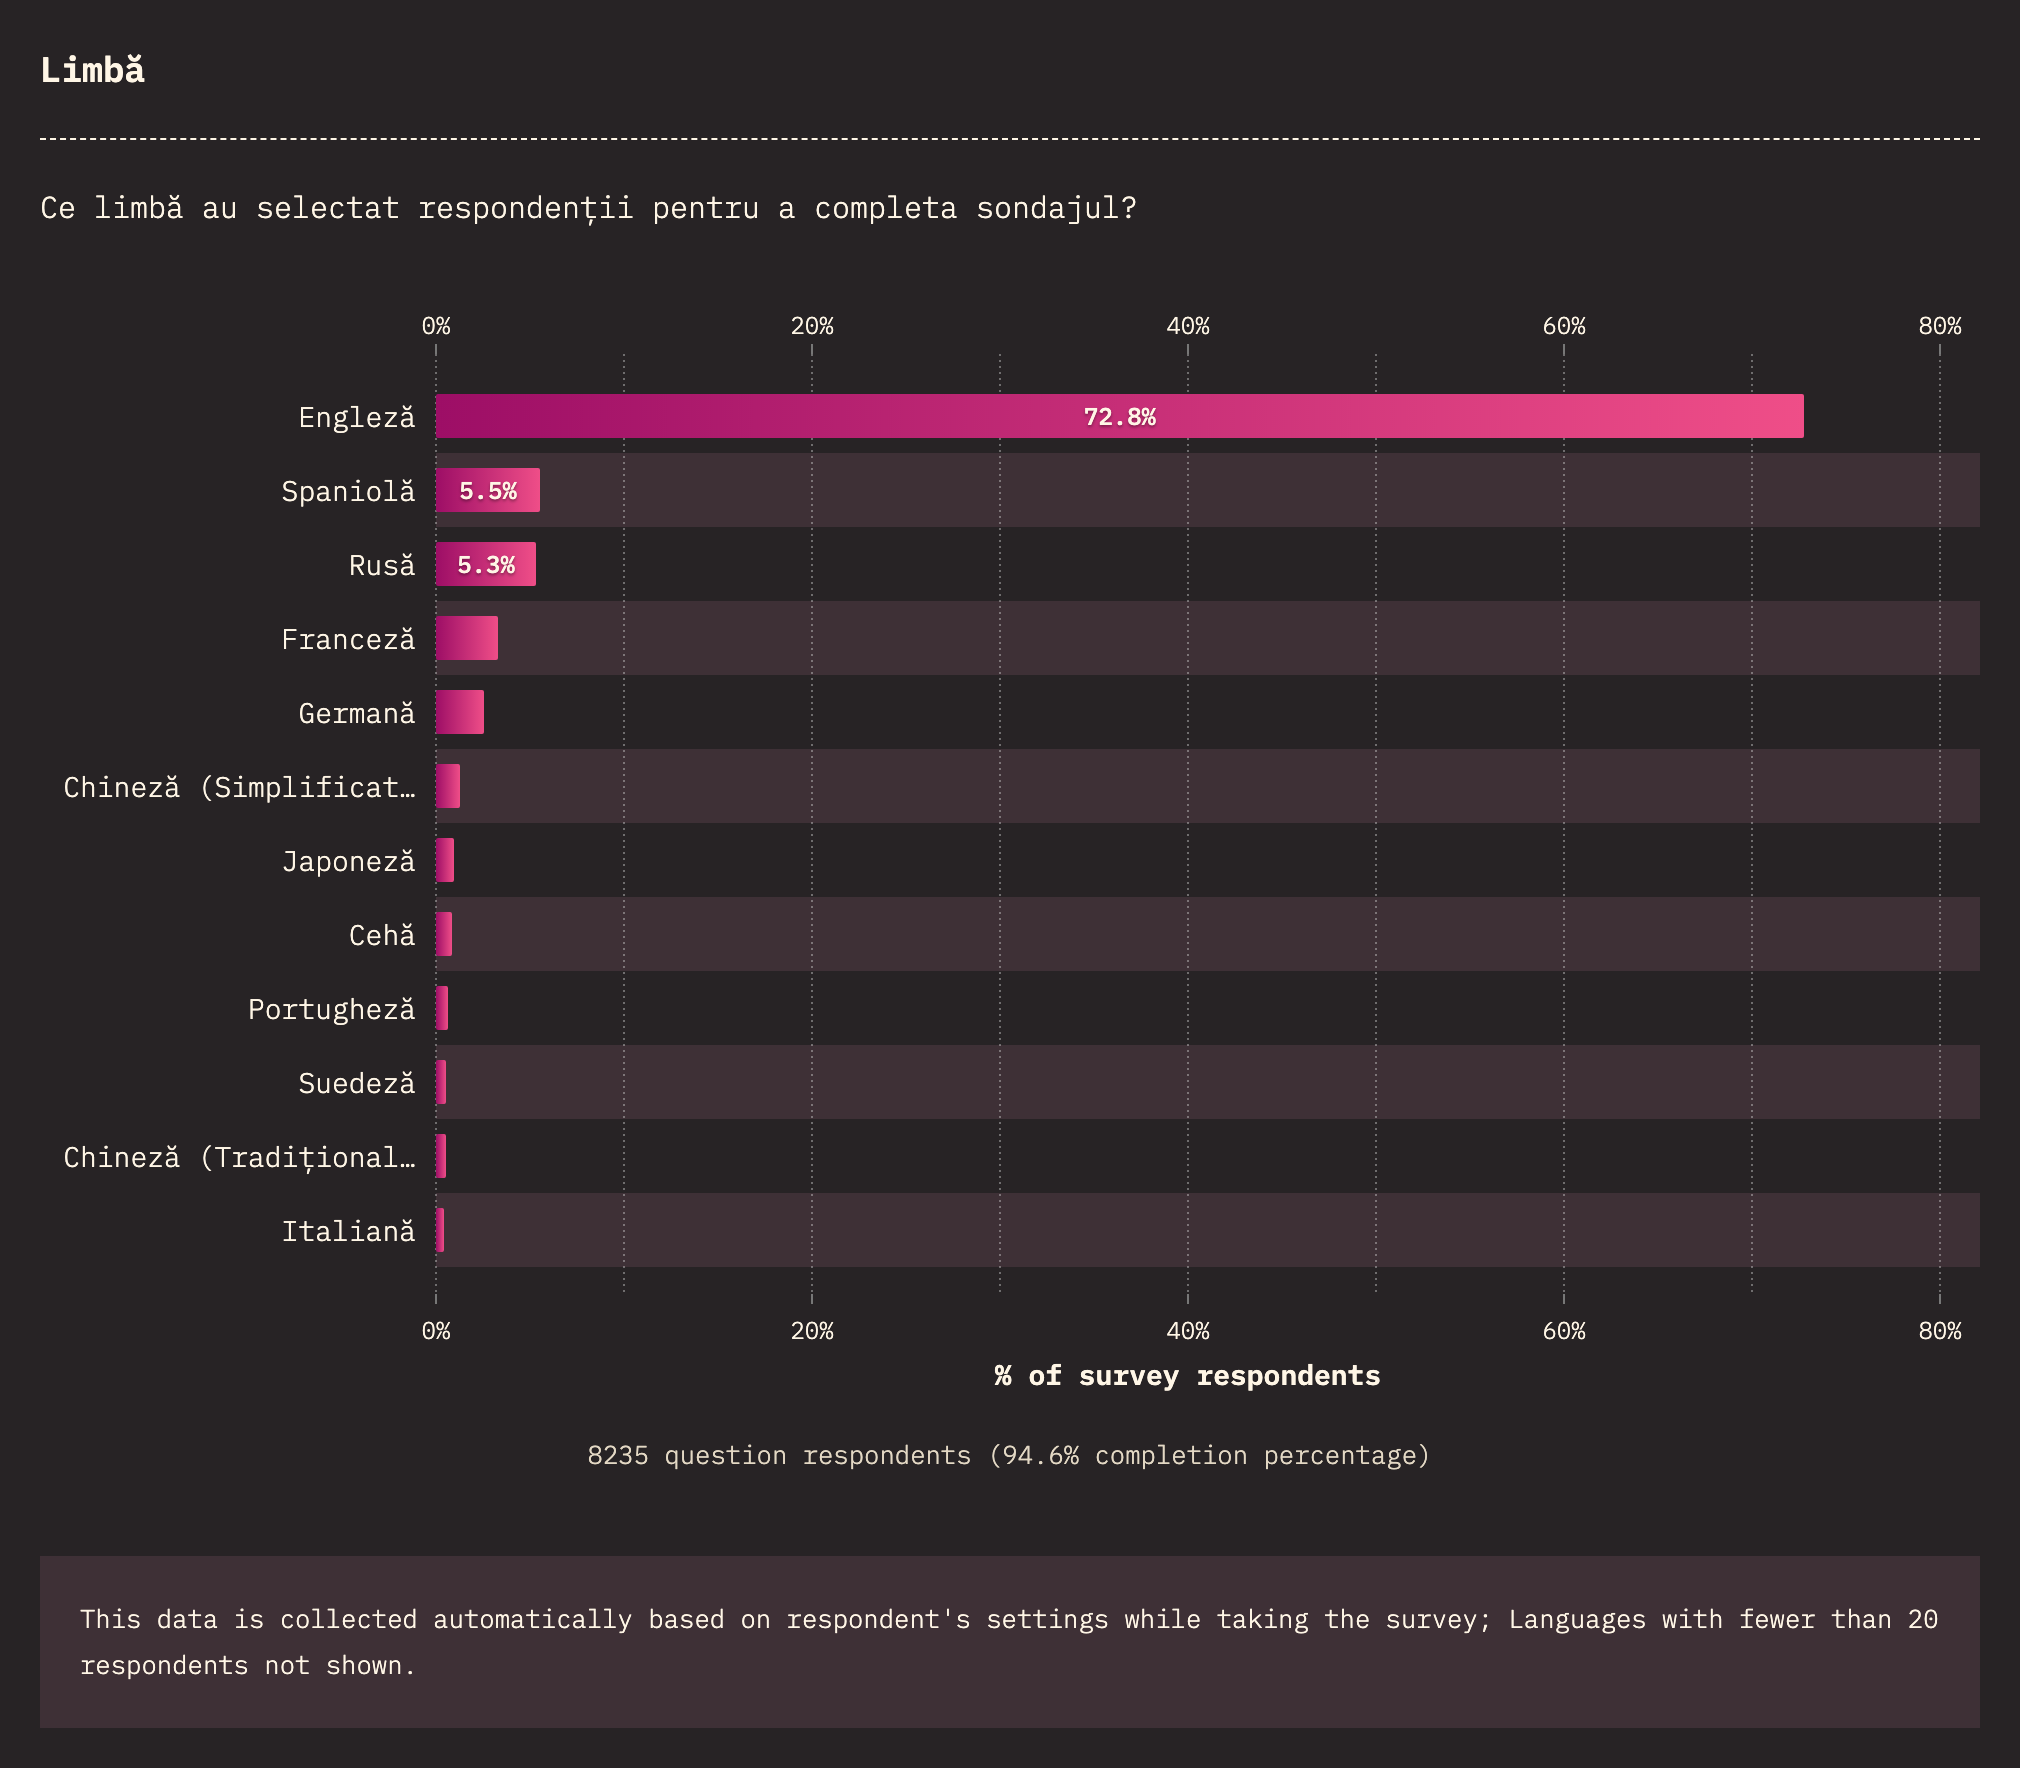 Limbă
Ce limbă au selectat respondenții pentru a completa sondajul?
0% 20% 40% 60% 80%
Engleză 72.8%
Spaniolă 5.5%
Rusă 5.3%
Franceză
Germană
Chineză (Simplificat…
Japoneză
Cehă
Portugheză
Suedeză
Chineză (Tradițional…
Italiană
0% 20% 40% 60% 80%
% of survey respondents
8235 question respondents (94.6% completion percentage)
This data is collected automatically based on respondent's settings while taking the survey; Languages with fewer than 20
respondents not shown.